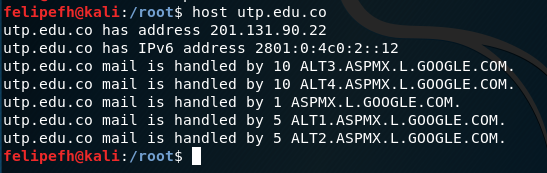 felipefh@kali:/root$ host utp.edu.co
utp.edu.co has address 201.131.90.22
utp.edu.co has IPv6 address 2801:0:4c0:2::12
utp.edu.co mail is handled by 10 ALT3.ASPMX.L.GOOGLE.COM.
utp.edu.co mail is handled by 10 ALT4.ASPMX.L.GOOGLE.COM.
utp.edu.co mail is handled by 1 ASPMX.L.GOOGLE.COM.
utp.edu.co mail is handled by 5 ALT1.ASPMX.L.GOOGLE.COM.
utp.edu.co mail is handled by 5 ALT2.ASPMX.L.GOOGLE.COM.
felipefh@kali:/root$